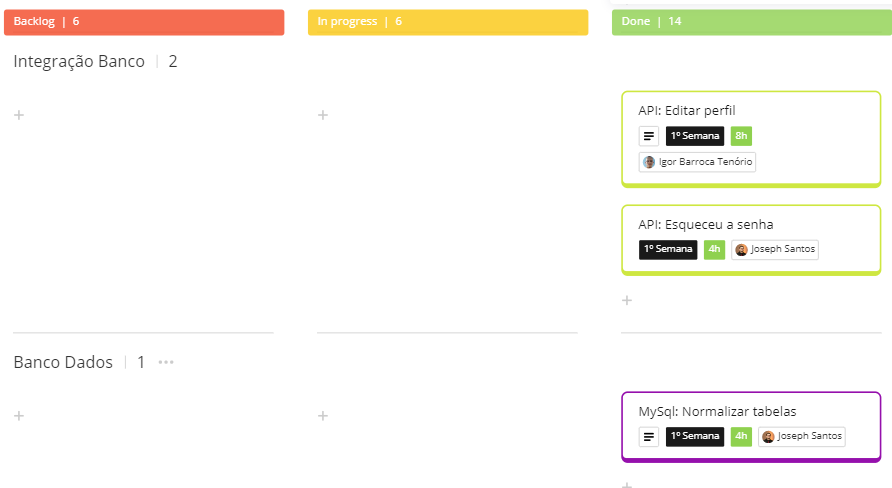 Backlog | 6
In progress | 6
Done | 14
Integração Banco | 2
+
+
API: Editar perfil
1º Semana 8h
Igor Barroca Tenório
API: Esqueceu a senha
1º Semana 4h Joseph Santos
+
Banco Dados | 1 •••
+
+
MySql: Normalizar tabelas
1º Semana 4h Joseph Santos
+